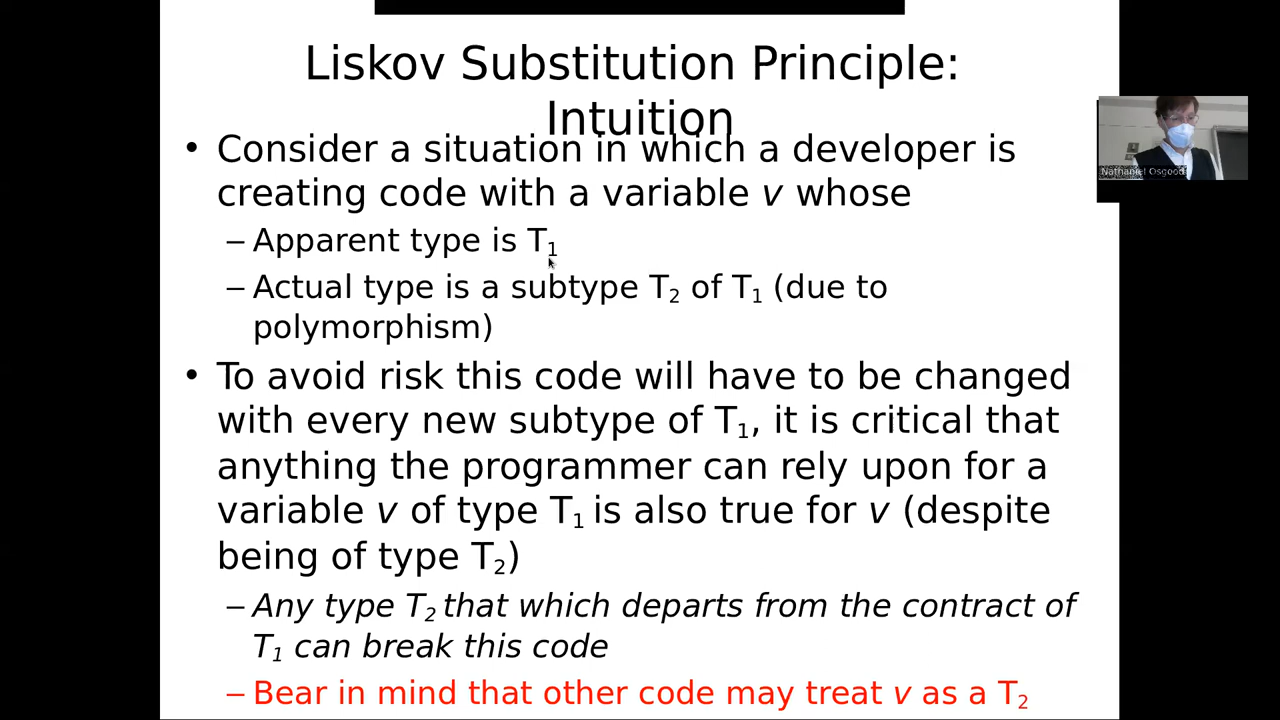 Liskov Substitution Principle:
Intuition
• Consider a situation in which a developer is
creating code with a variable v whose
– Apparent type is T₁
– Actual type is a subtype T₂ of T₁ (due to
polymorphism)
• To avoid risk this code will have to be changed
with every new subtype of T₁, it is critical that
anything the programmer can rely upon for a
variable v of type T₁ is also true for v (despite
being of type T₂)
– Any type T₂ that which departs from the contract of
T₁ can break this code
– Bear in mind that other code may treat v as a T₂
Nathaniel Osgood